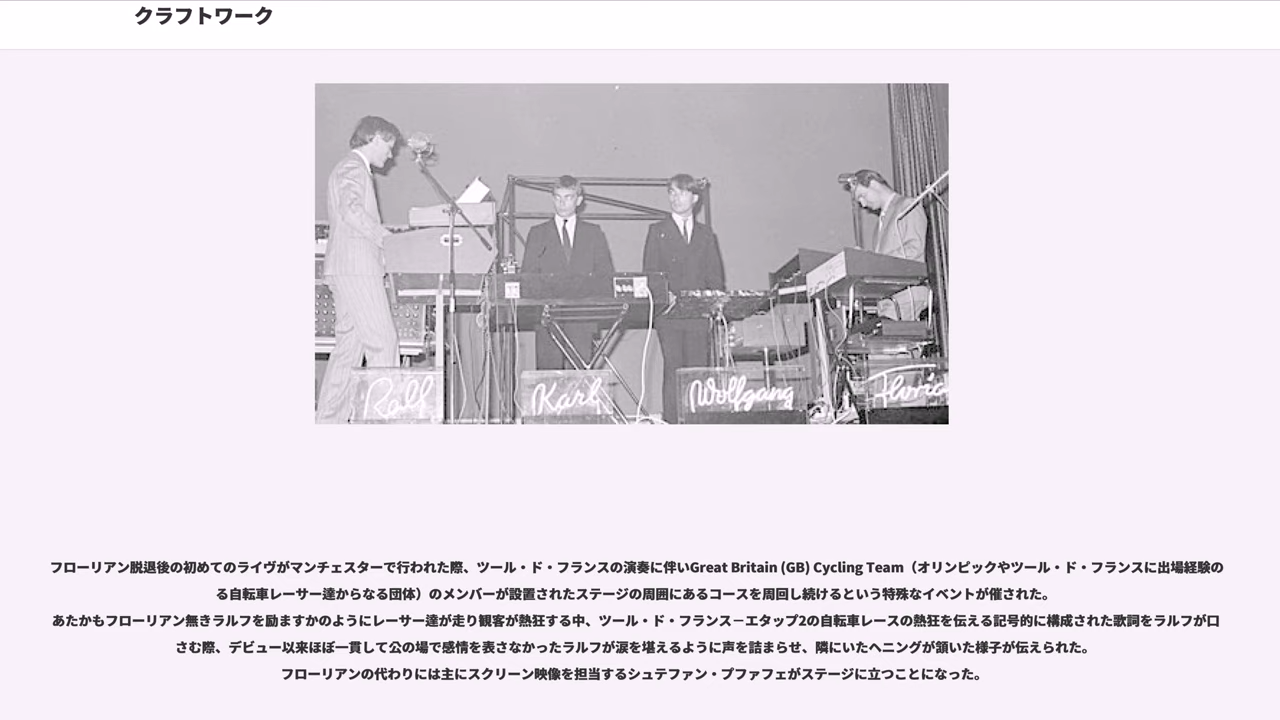 クラフトワーク
Ralf
Karl
Wolfgang
Floria
フローリアン脱退後の初めてのライヴがマンチェスターで行われた際、ツール・ド・フランスの演奏に伴いGreat Britain (GB) Cycling Team（オリンピックやツール・ド・フランスに出場経験の
る自転車レーサー達からなる団体）のメンバーが設置されたステージの周囲にあるコースを周回し続けるという特殊なイベントが催された。
あたかもフローリアン無きラルフを励ますかのようにレーサー達が走り観客が熱狂する中、ツール・ド・フランス－エタップ2の自転車レースの熱狂を伝える記号的に構成された歌詞をラルフが口
さむ際、デビュー以来ほぼ一貫して公の場で感情を表さなかったラルフが涙を堪えるように声を詰まらせ、隣にいたヘニングが頷いた様子が伝えられた。
フローリアンの代わりには主にスクリーン映像を担当するシュテファン・プファフェがステージに立つことになった。